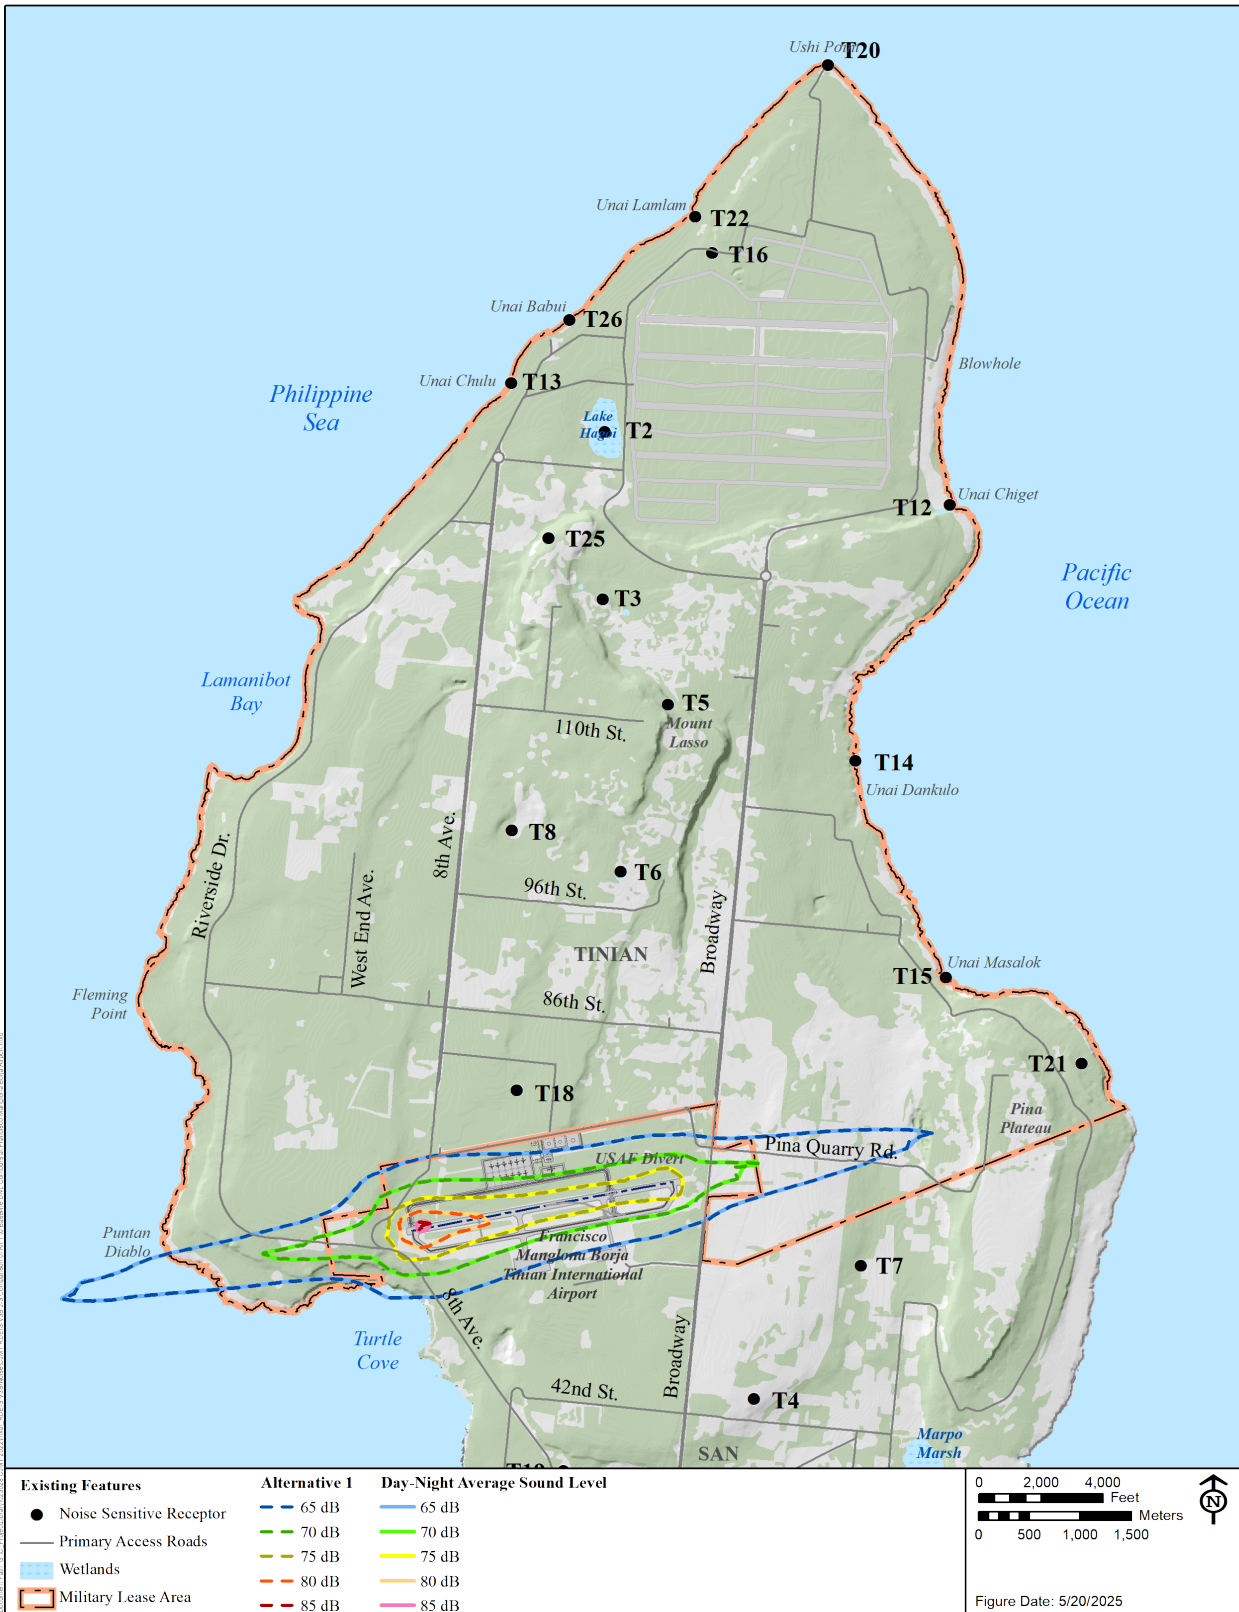 Ushi Point
T20
Unai Lamlam
T22
T16
Unai Babui
T26
Unai Chulu
T13
Blowhole
Philippine
Sea
Lake
Hagoi
T2
Unai Chiget
T12
T25
Pacific
Ocean
T3
Lamanibot
Bay
T5
Mount
Lasso
110th St.
T14
Unai Dankulo
T8
8th Ave.
T6
96th St.
Riverside Dr.
West End Ave.
Broadway
TINIAN
Unai Masalok
T15
Fleming
Point
86th St.
T21
T18
Pina
Plateau
Pina Quarry Rd.
USAF Divert
Puntan
Diablo
Francisco
Manglona Borja
Tinian International
Airport
T7
8th Ave.
Turtle
Cove
Broadway
42nd St.
T4
Marpo
Marsh
SAN
Existing Features
Noise Sensitive Receptor
Primary Access Roads
Wetlands
Military Lease Area
Alternative 1
65 dB
70 dB
75 dB
80 dB
85 dB
Day-Night Average Sound Level
65 dB
70 dB
75 dB
80 dB
85 dB
0 2,000 4,000
Feet
Meters
0 500 1,000 1,500
N
Figure Date: 5/20/2025